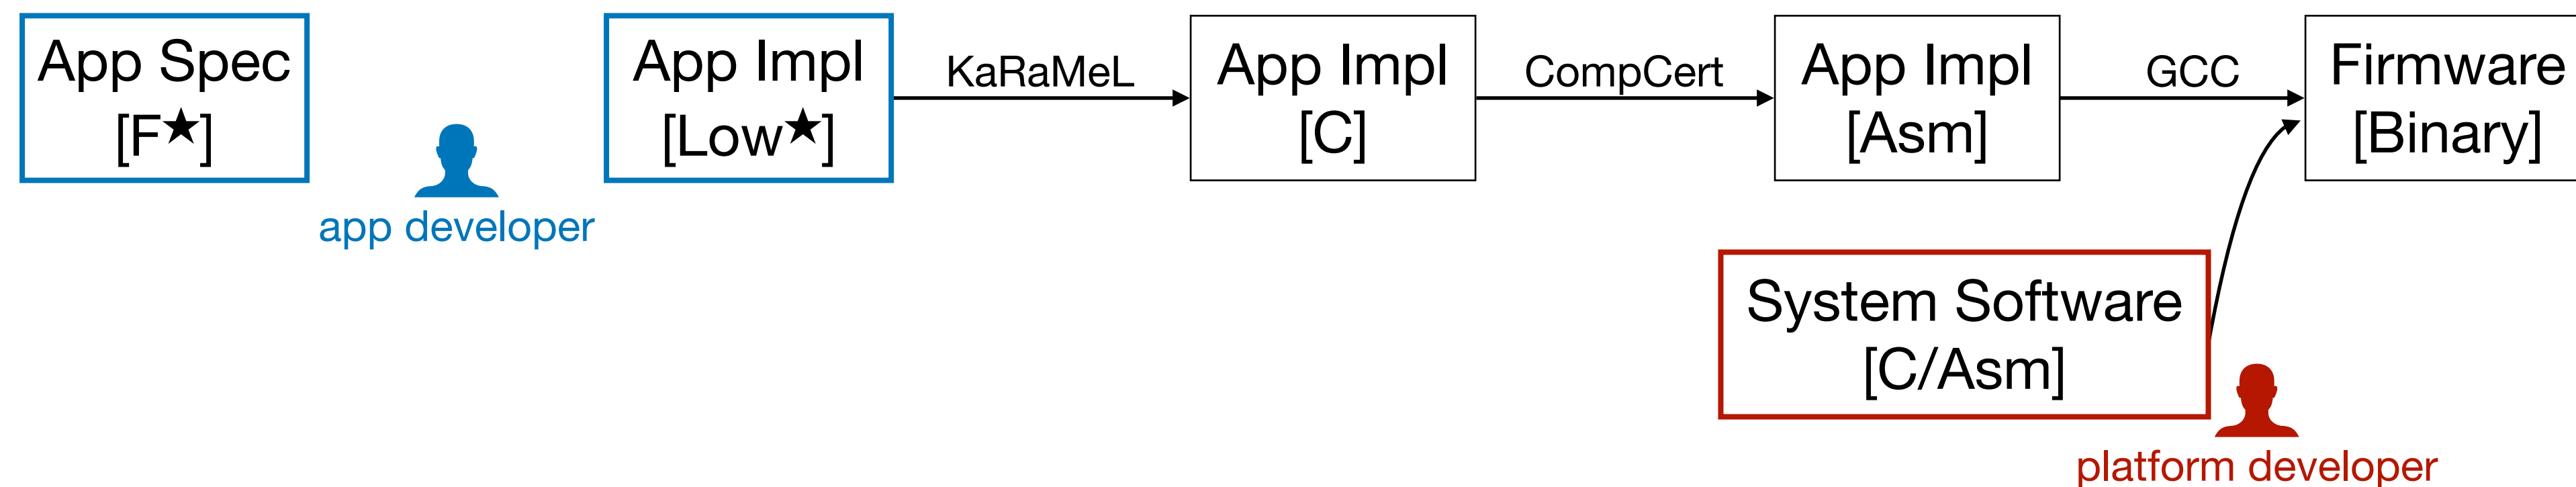 App Spec
[F★]
app developer
App Impl
[Low★]
KaRaMeL
App Impl
[C]
CompCert
App Impl
[Asm]
GCC
Firmware
[Binary]
System Software
[C/Asm]
platform developer